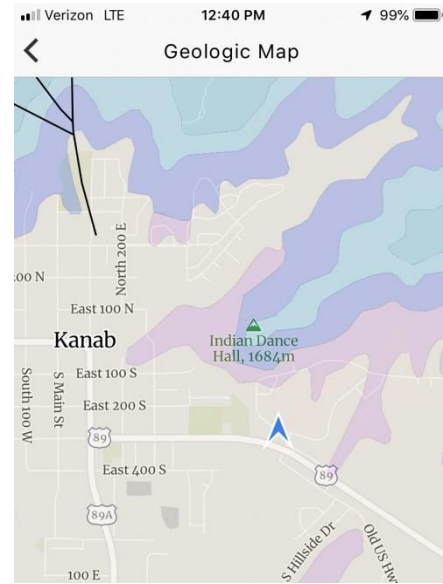 Verizon LTE 12:40 PM 99%
Geologic Map
00 N
North 200 E
East 100 N
Kanab
Indian Dance
Hall, 1684m
South 100 W
S Main St
East 100 S
East 200 S
89
East 400 S
89
89A
S Hillside Dr
Old US Hwy
100 E